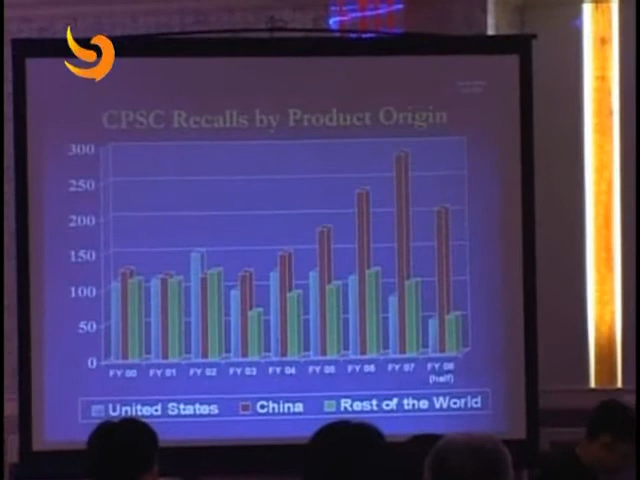 CPSC Recalls by Product Origin
300
250
200
150
100
50
0
FY 00 FY 01 FY 02 FY 03 FY 04 FY 05 FY 06 FY 07 FY 08
(half)
United States China Rest of the World